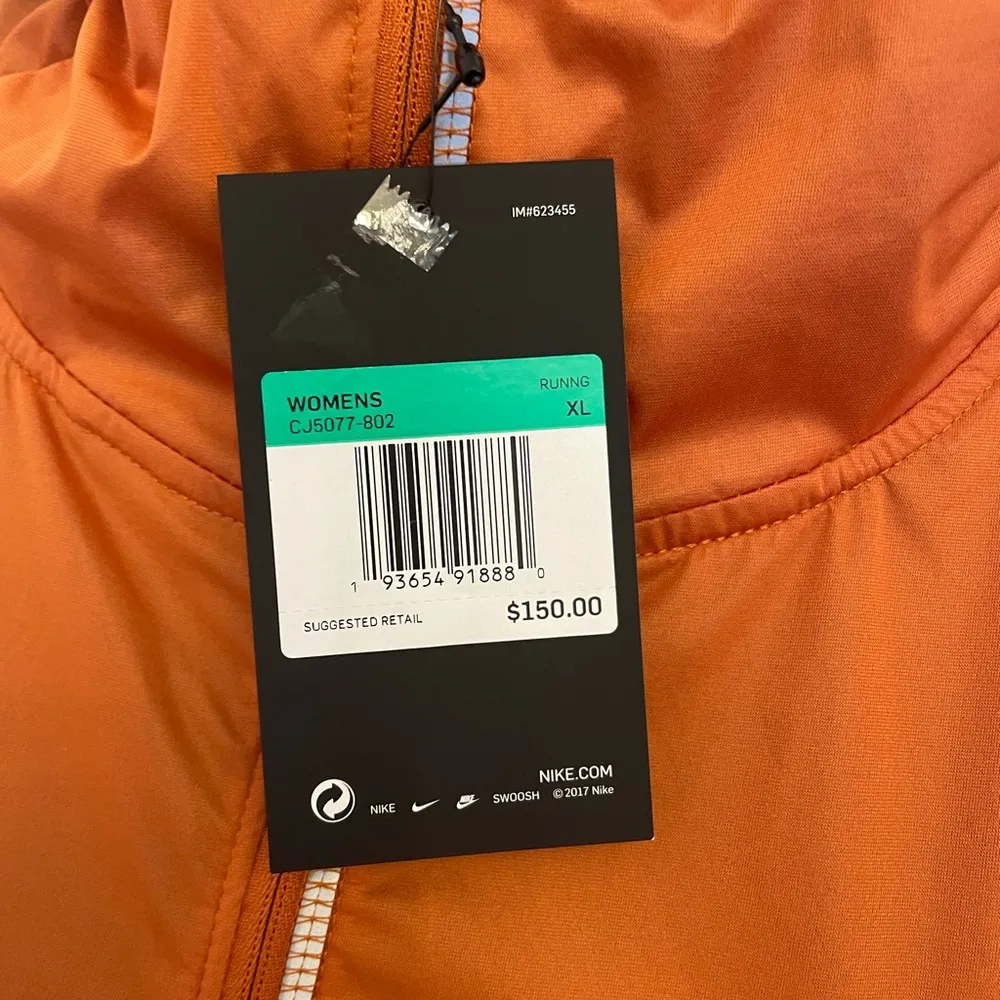 IM#623455
RUNNG
WOMENS
XL
CJ5077-802
1 93654 91888 0
SUGGESTED RETAIL $150.00
NIKE.COM
NIKE SWOOSH © 2017 Nike